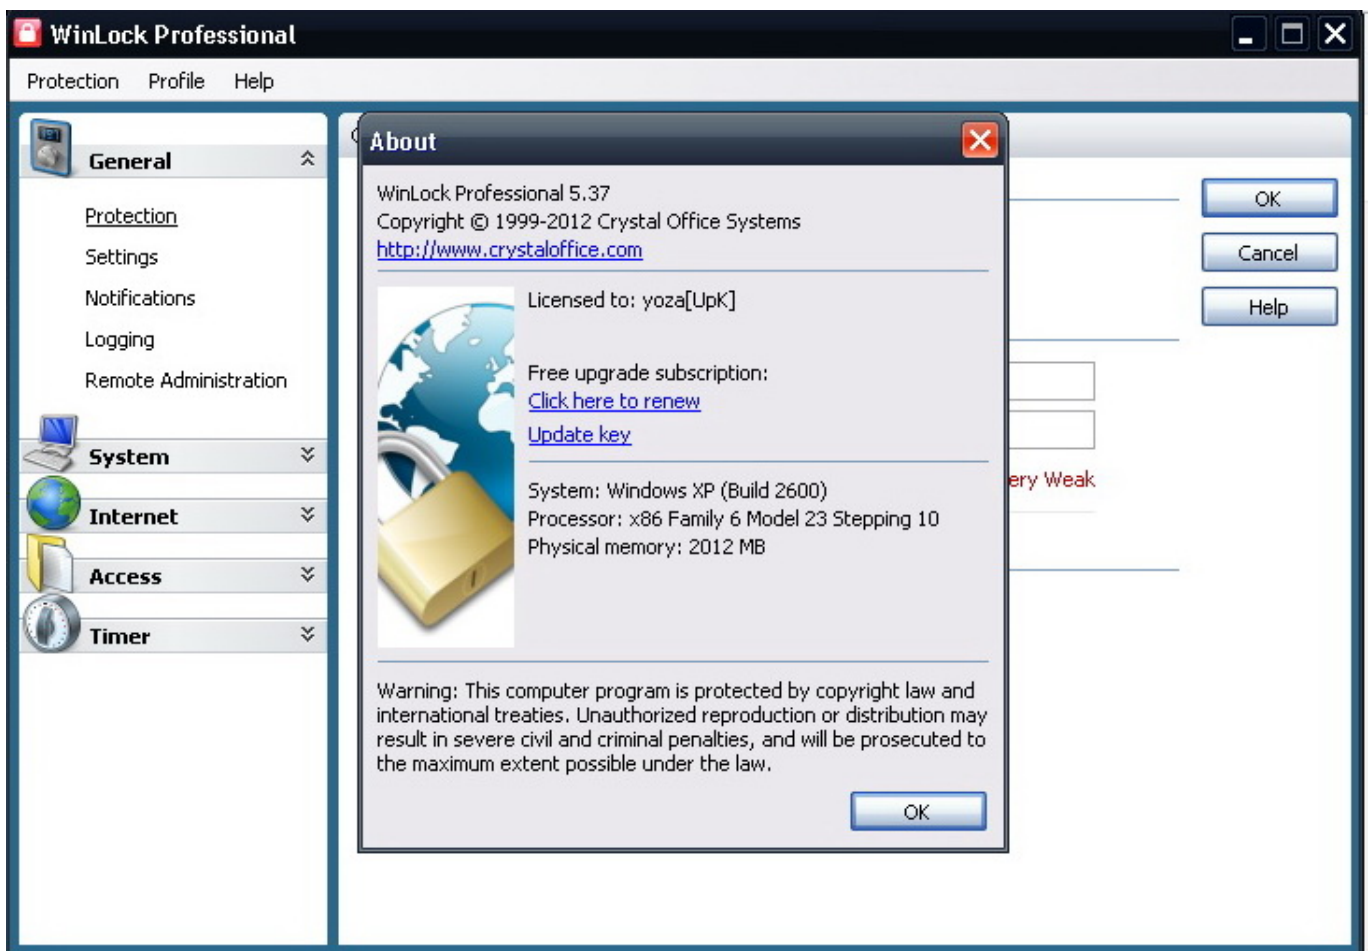 WinLock Professional
Protection Profile Help
General
Protection
Settings
Notifications
Logging
Remote Administration
System
Internet
Access
Timer
About
WinLock Professional 5.37
Copyright © 1999-2012 Crystal Office Systems
http://www.crystaloffice.com
Licensed to: yoza[UpK]
Free upgrade subscription:
Click here to renew
Update key
System: Windows XP (Build 2600)
Processor: x86 Family 6 Model 23 Stepping 10
Physical memory: 2012 MB
Warning: This computer program is protected by copyright law and
international treaties. Unauthorized reproduction or distribution may
result in severe civil and criminal penalties, and will be prosecuted to
the maximum extent possible under the law.
OK
Weak
OK
Cancel
Help